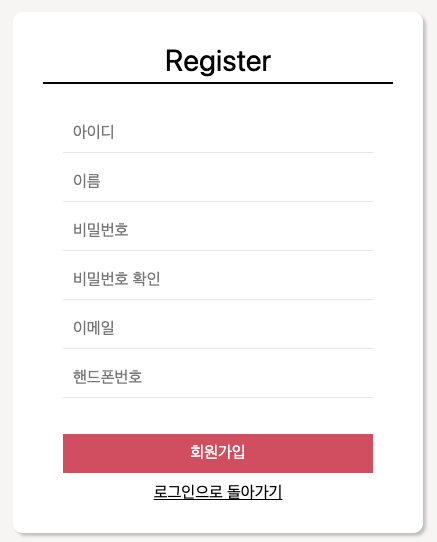 Register
아이디
이름
비밀번호
비밀번호 확인
이메일
핸드폰번호
회원가입
로그인으로 돌아가기